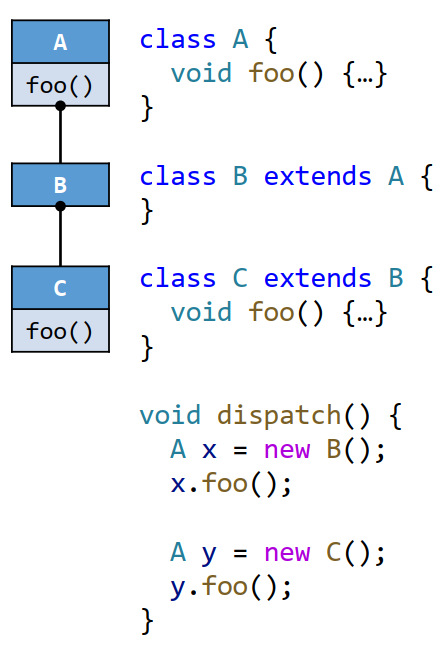 A
foo()
B
C
foo()
class A {
  void foo() {…}
}
class B extends A {
}
class C extends B {
  void foo() {…}
}
void dispatch() {
  A x = new B();
  x.foo();
  A y = new C();
  y.foo();
}